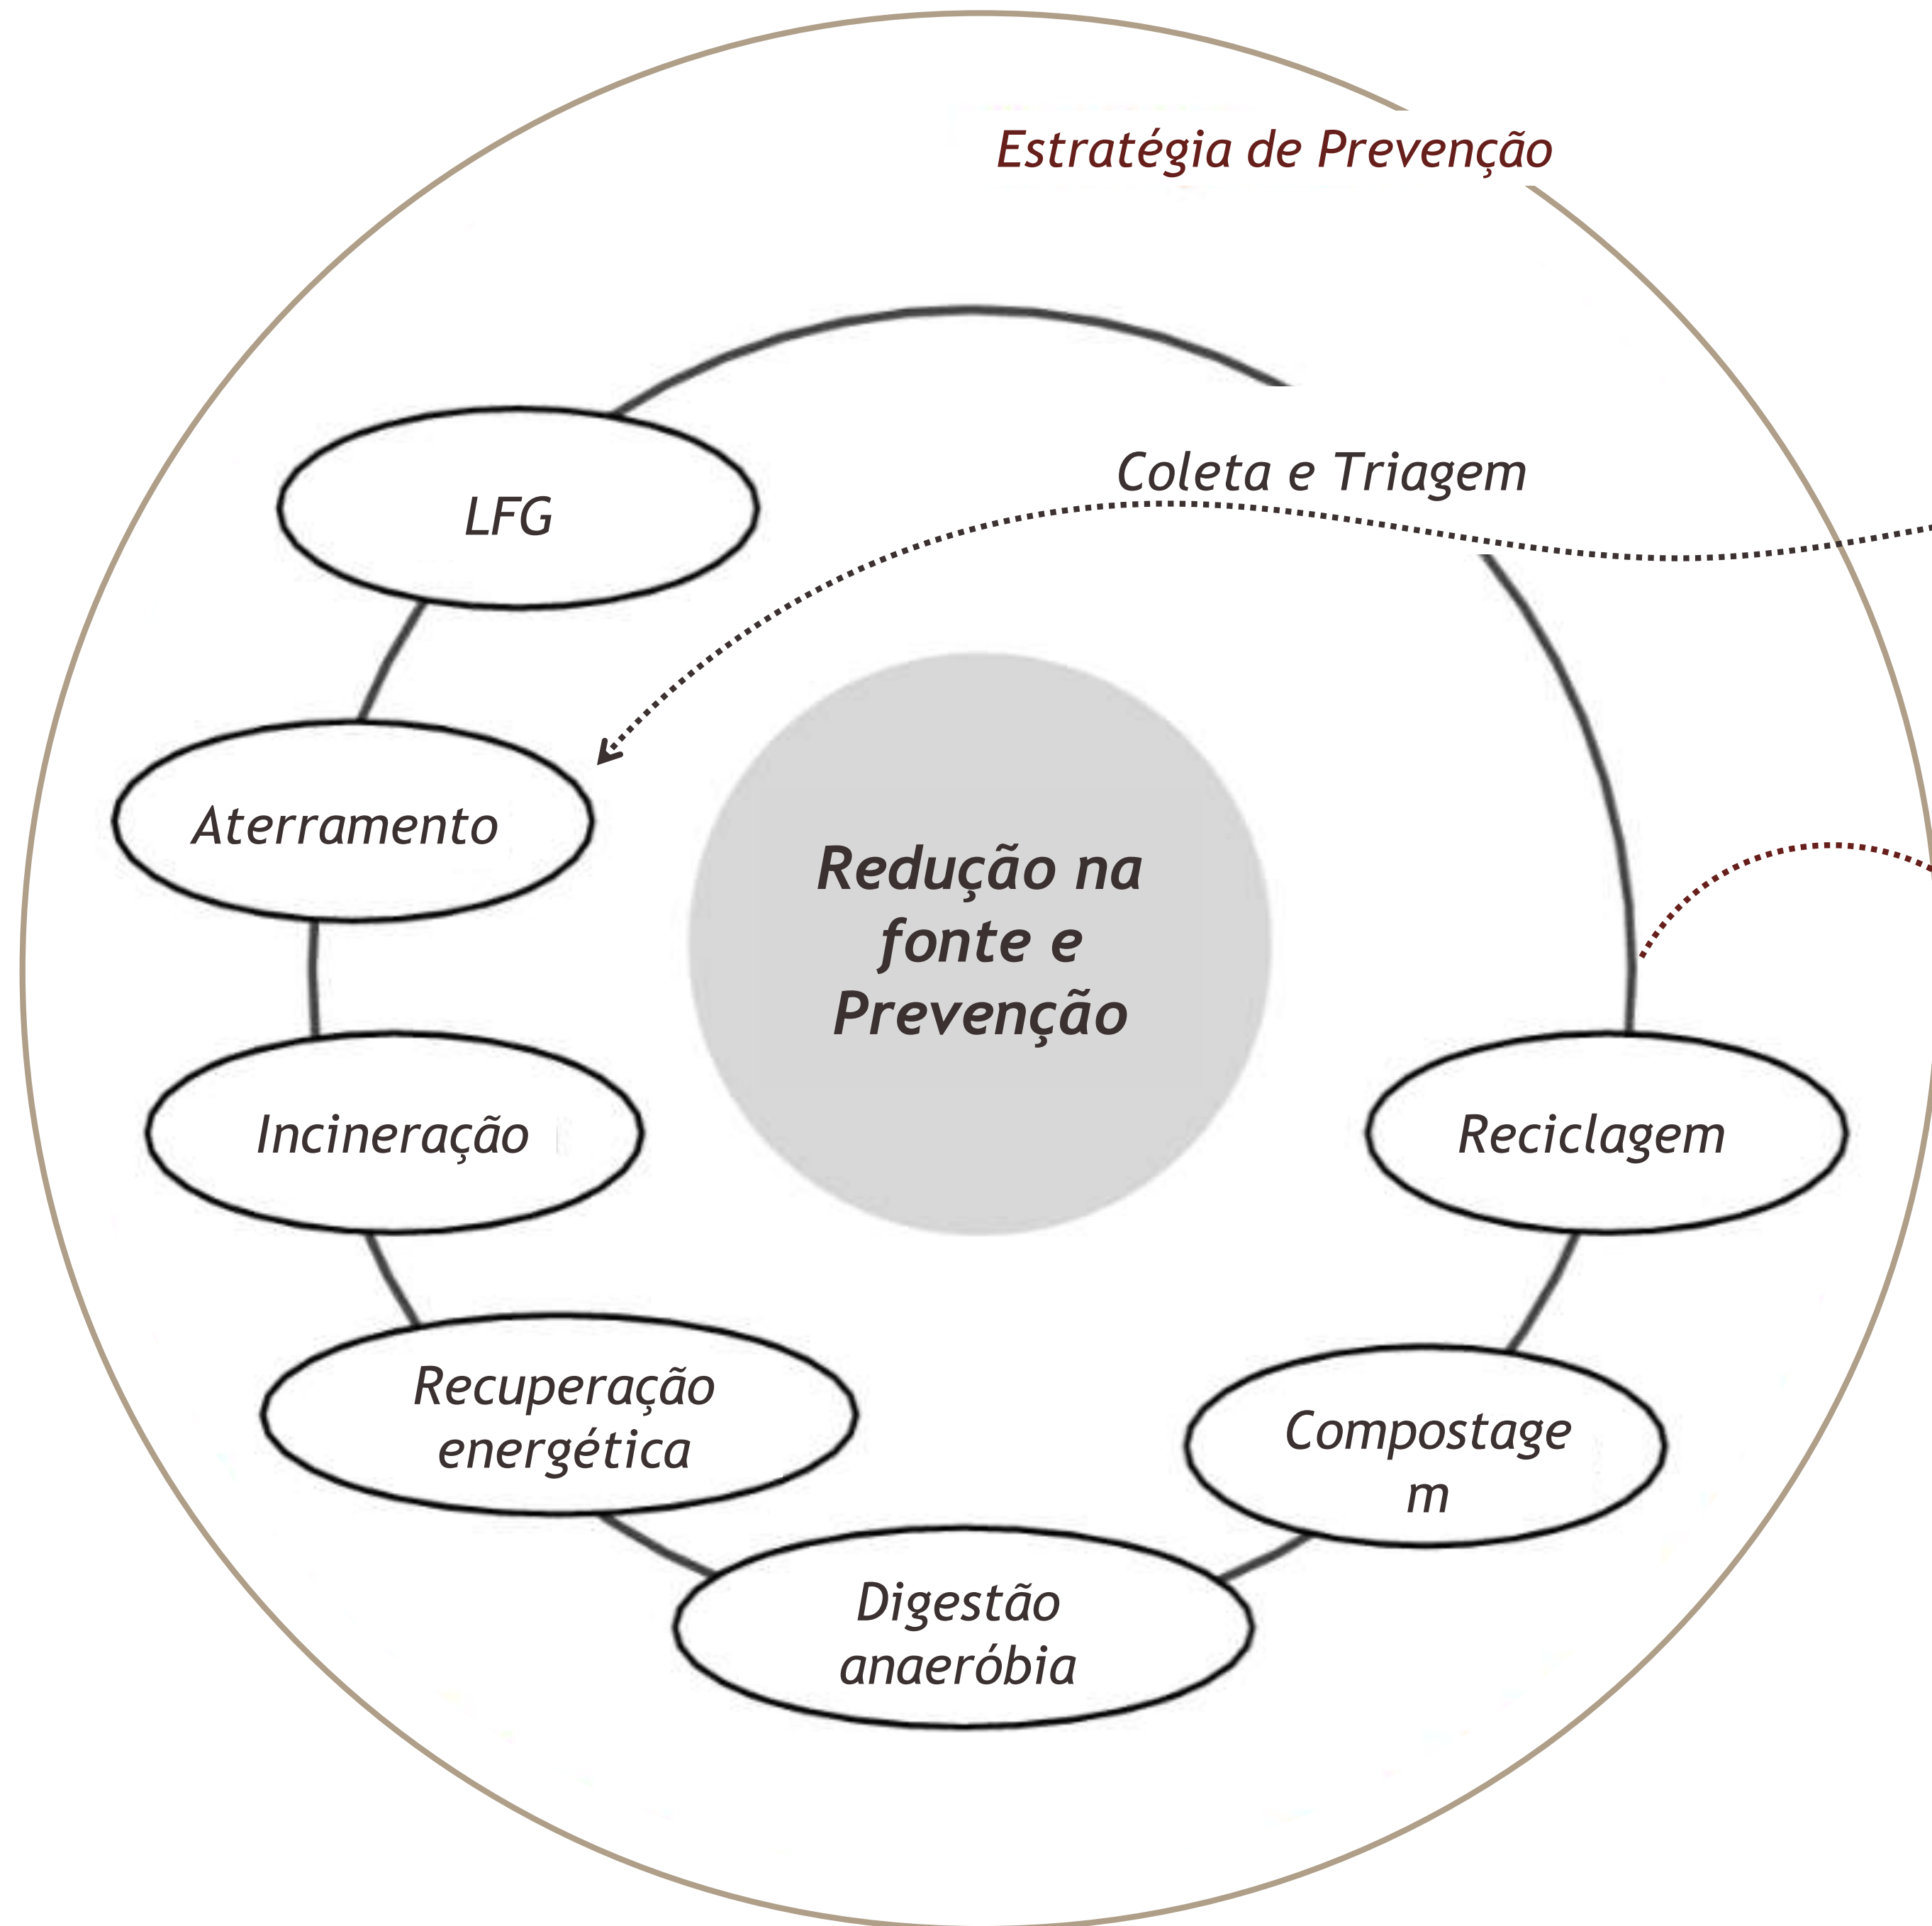 Estratégia de Prevenção
Coleta e Triagem
LFG
Aterramento
Redução na
fonte e
Prevenção
Incineração
Reciclagem
Recuperação
energética
Compostage
m
Digestão
anaeróbia